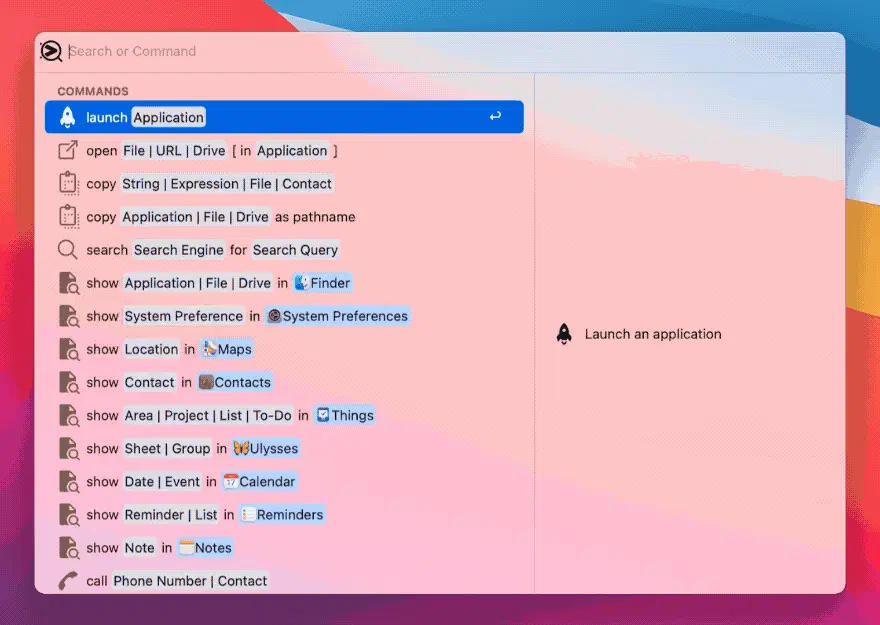 Search or Command
COMMANDS
launch Application
open File | URL | Drive [ in Application ]
copy String | Expression | File | Contact
copy Application | File | Drive as pathname
search Search Engine for Search Query
show Application | File | Drive in Finder
show System Preference in System Preferences
show Location in Maps
show Contact in Contacts
show Area | Project | List | To-Do in Things
show Sheet | Group in Ulysses
show Date | Event in Calendar
show Reminder | List in Reminders
show Note in Notes
call Phone Number | Contact
Launch an application